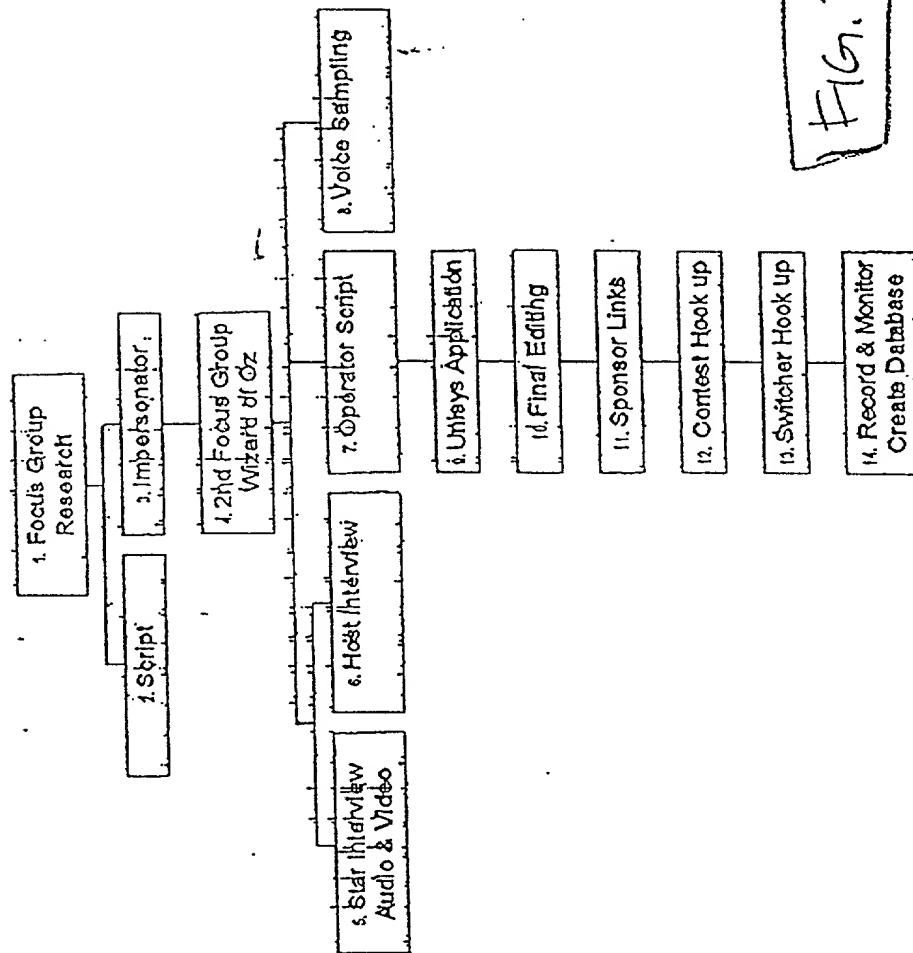 1. Focus Group
Research
1. Script
2. Impersonator
4. 2nd Focus Group
Wizard of Oz
5. Star Interview
Audio & Video
6. Host Interview
7. Operator Script
8. Voice Sampling
9. Unisys Application
10. Final Editing
11. Sponsor Links
12. Contest Hook up
13. Switcher Hook up
14. Record & Monitor
Create Database
FIG.